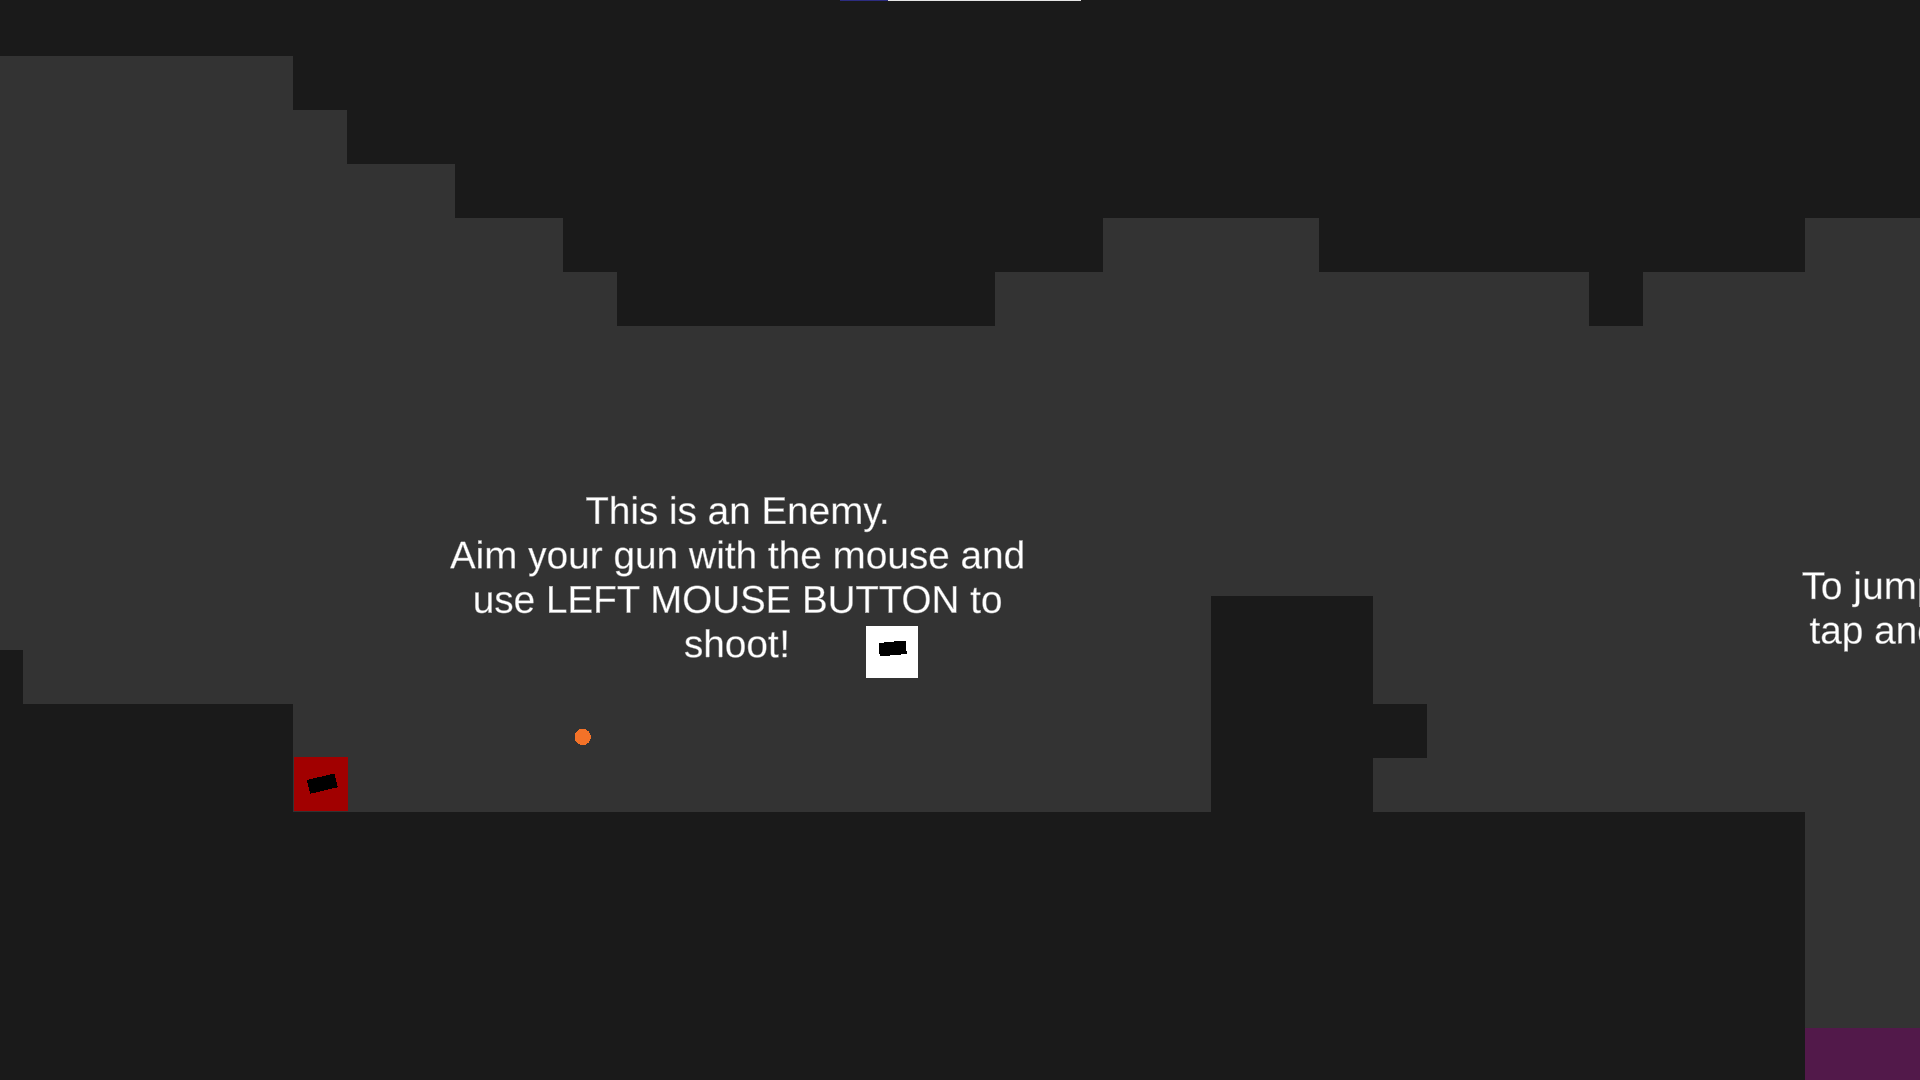 This is an Enemy.
Aim your gun with the mouse and
use LEFT MOUSE BUTTON to
shoot!
To jum
tap an